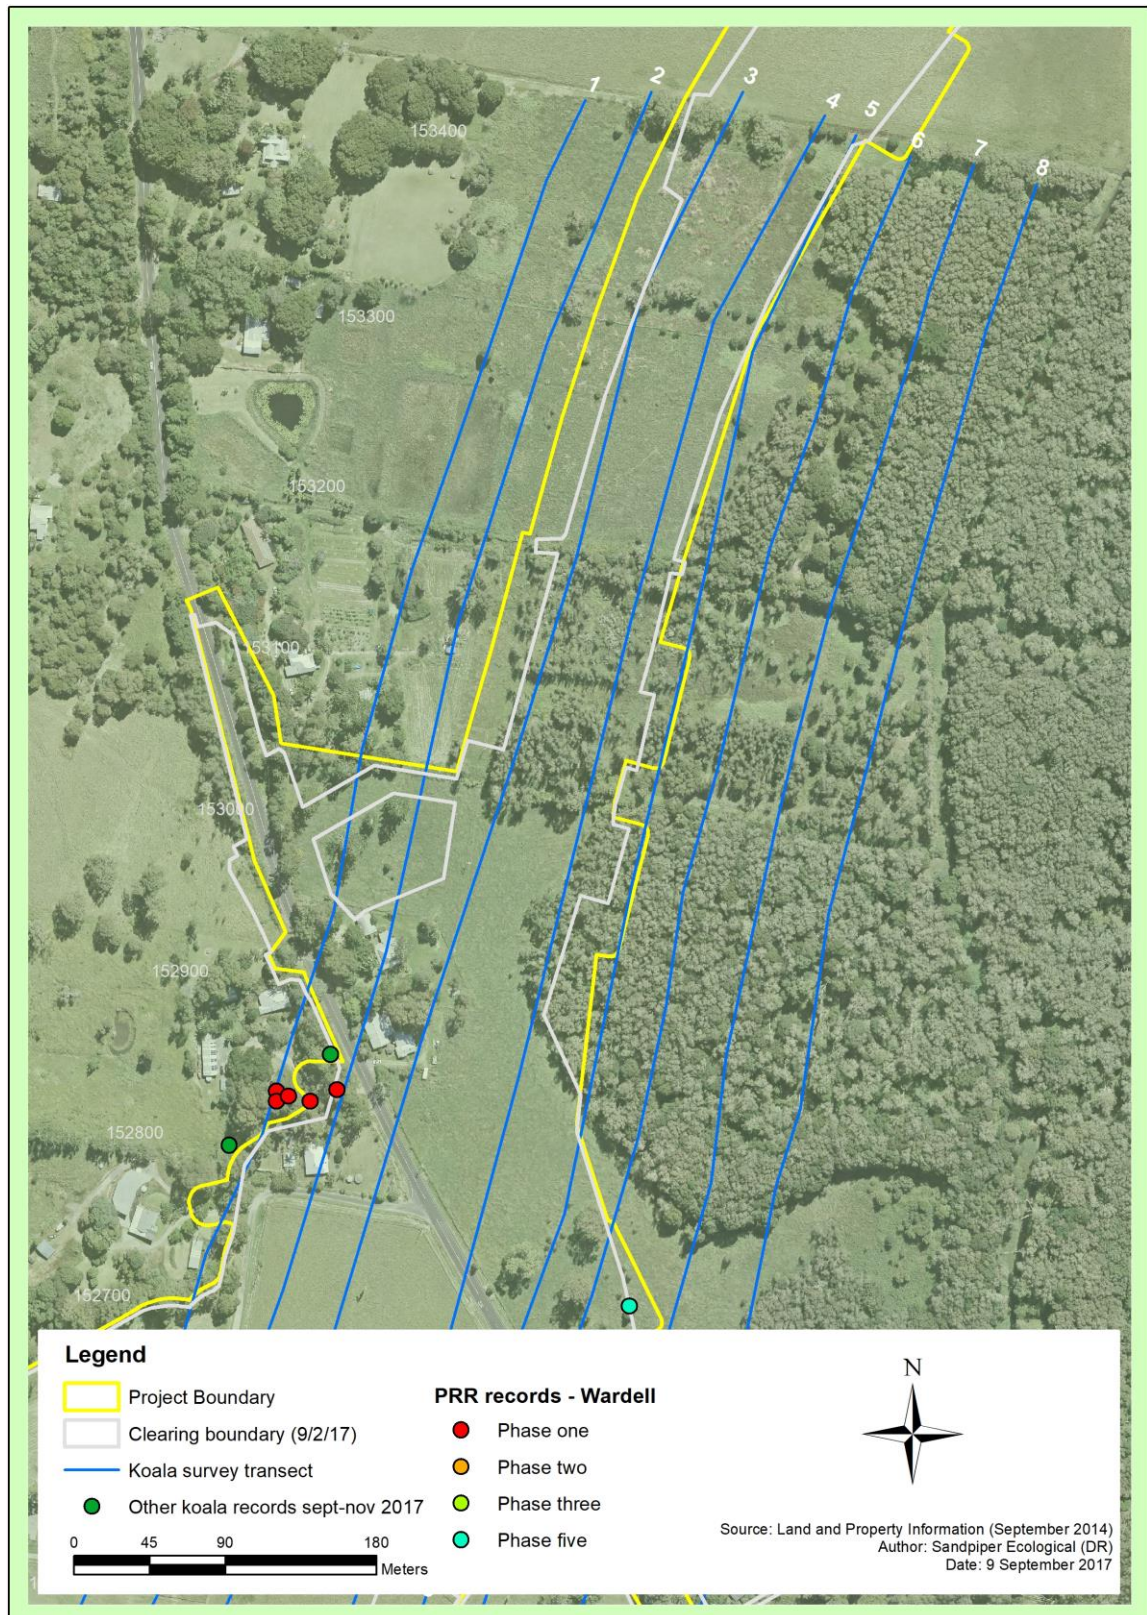 1
2
3
4
5
6
7
8
153400
153300
153200
153100
153000
152900
152800
152700
Legend
Project Boundary
Clearing boundary (9/2/17)
Koala survey transect
Other koala records sept-nov 2017
0 45 90 180
Meters
PRR records - Wardell
Phase one
Phase two
Phase three
Phase five
N
Source: Land and Property Information (September 2014)
Author: Sandpiper Ecological (DR)
Date: 9 September 2017